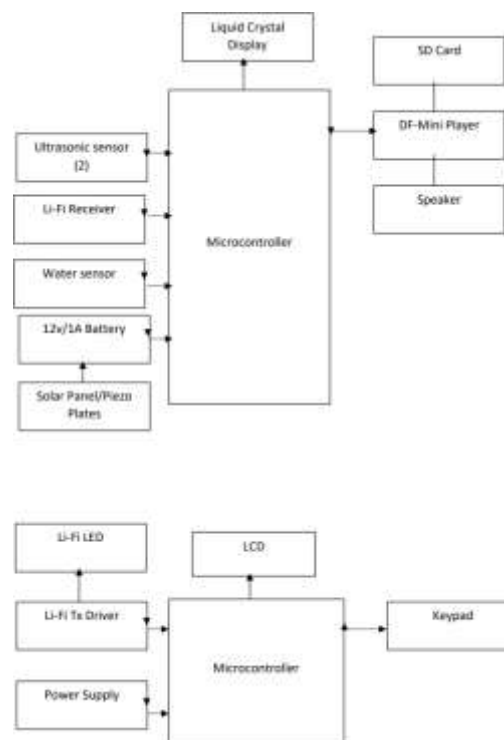 Liquid Crystal
Display
SD Card
DF-Mini Player
Speaker
Ultrasonic sensor
(2)
Li-Fi Receiver
Microcontroller
Water sensor
12v/1A Battery
Solar Panel/Piezo
Plates
Li-Fi LED
LCD
Li-Fi Tx Driver
Keypad
Microcontroller
Power Supply